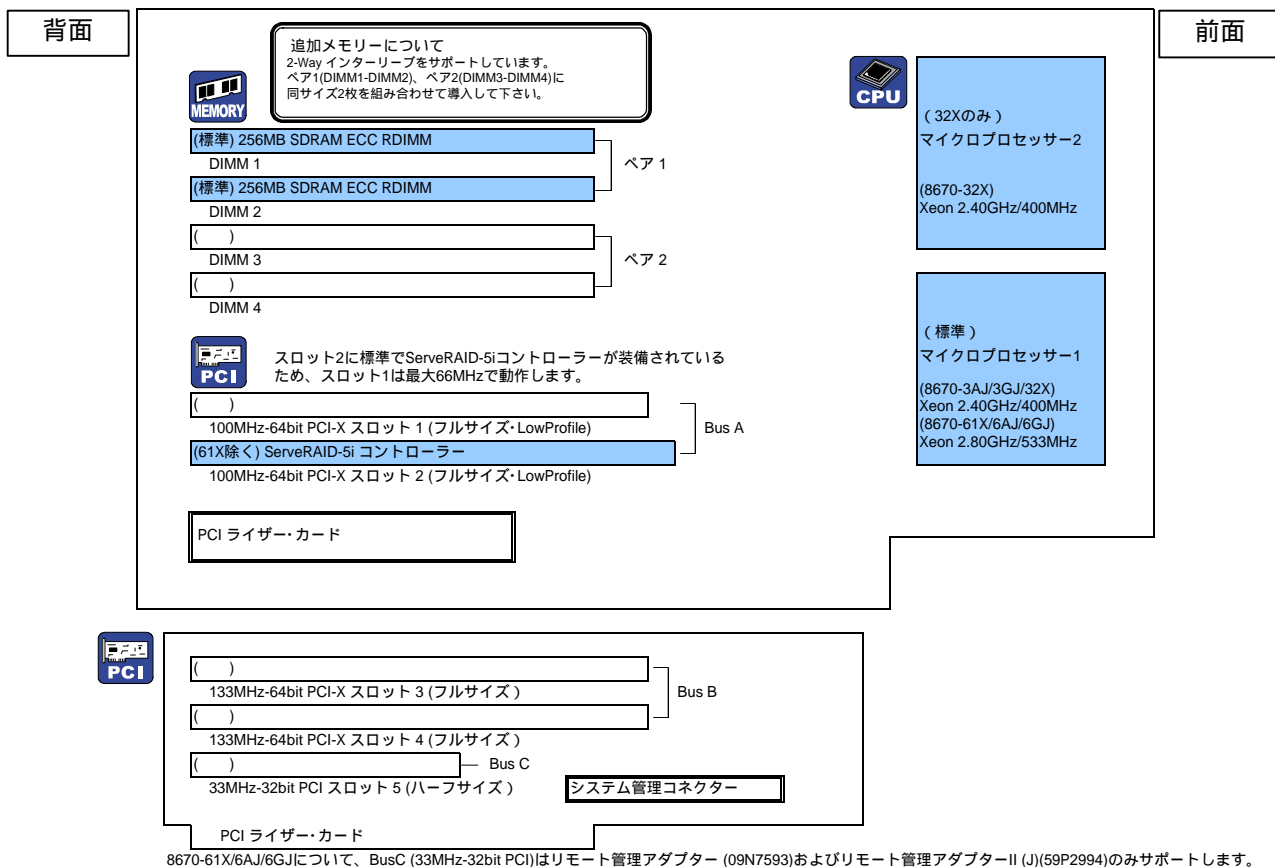 背面
前面
追加メモリーについて
2-Way インターリーブをサポートしています。
ペア1(DIMM1-DIMM2)、ペア2(DIMM3-DIMM4)に
同サイズ2枚を組み合わせて導入して下さい。
MEMORY
CPU
(標準) 256MB SDRAM ECC RDIMM
DIMM 1
ペア 1
(標準) 256MB SDRAM ECC RDIMM
DIMM 2
( )
DIMM 3
ペア 2
( )
DIMM 4
( 32Xのみ )
マイクロプロセッサー2
(8670-32X)
Xeon 2.40GHz/400MHz
( 標準 )
マイクロプロセッサー1
(8670-3AJ/3GJ/32X)
Xeon 2.40GHz/400MHz
(8670-61X/6AJ/6GJ)
Xeon 2.80GHz/533MHz
PCI
スロット2に標準でServeRAID-5iコントローラーが装備されている
ため、スロット1は最大66MHzで動作します。
( )
100MHz-64bit PCI-X スロット 1 (フルサイズ・LowProfile)
Bus A
(61X除く) ServeRAID-5i コントローラー
100MHz-64bit PCI-X スロット 2 (フルサイズ・LowProfile)
PCI ライザー・カード
PCI
( )
133MHz-64bit PCI-X スロット 3 (フルサイズ )
Bus B
( )
133MHz-64bit PCI-X スロット 4 (フルサイズ )
( )
Bus C
33MHz-32bit PCI スロット 5 (ハーフサイズ )
システム管理コネクター
PCI ライザー・カード
8670-61X/6AJ/6GJについて、BusC (33MHz-32bit PCI)はリモート管理アダプター (09N7593)およびリモート管理アダプターII (J)(59P2994)のみサポートします。